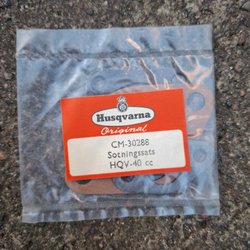 Husqvarna
Original
CM-30288
Sotningssats
HQV-40 cc